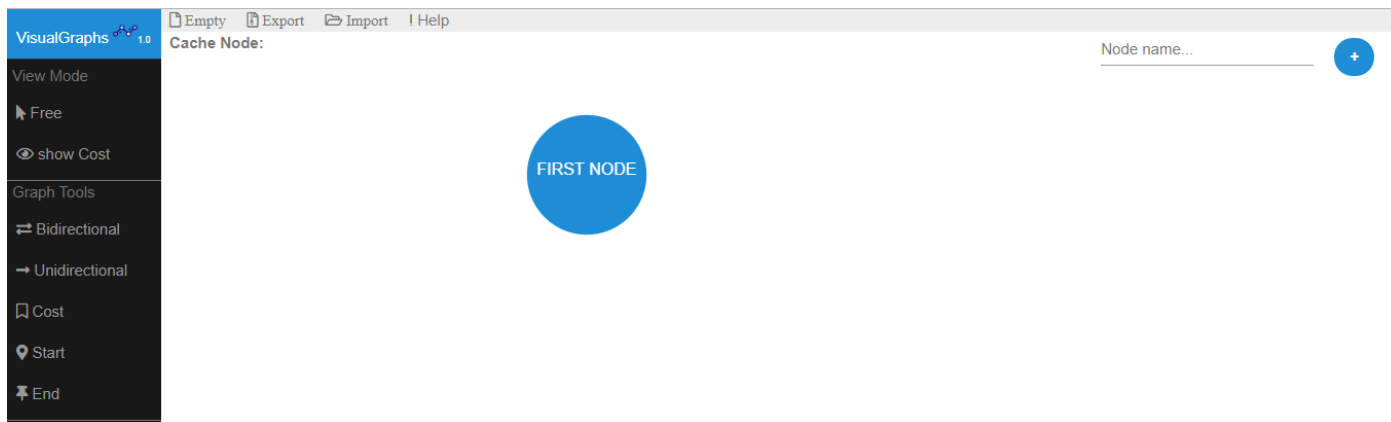 VisualGraphs 1.0
Empty Export Import ! Help
Cache Node:
Node name...
+
View Mode
Free
show Cost
Graph Tools
Bidirectional
Unidirectional
Cost
Start
End
FIRST NODE